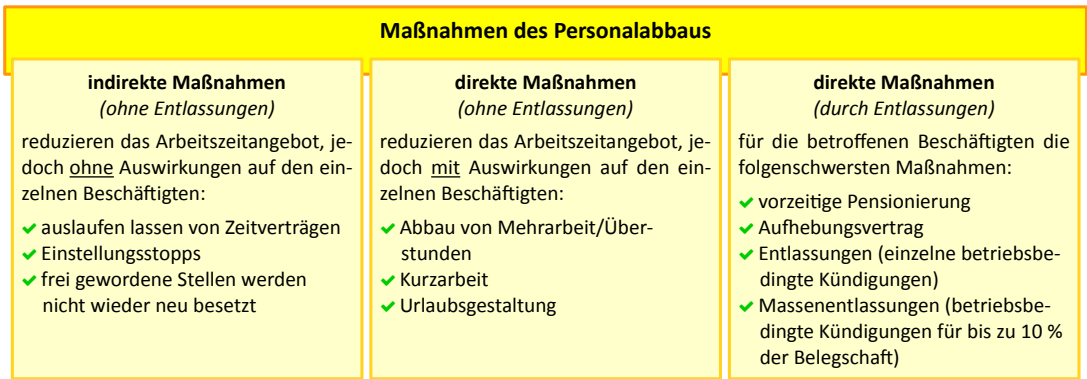 Maßnahmen des Personalabbaus
indirekte Maßnahmen
(ohne Entlassungen)
reduzieren das Arbeitszeitangebot, je-
doch ohne Auswirkungen auf den ein-
zelnen Beschäftigten:
✔ auslaufen lassen von Zeitverträgen
✔ Einstellungsstopps
✔ frei gewordene Stellen werden
nicht wieder neu besetzt
direkte Maßnahmen
(ohne Entlassungen)
reduzieren das Arbeitszeitangebot, je-
doch mit Auswirkungen auf den ein-
zelnen Beschäftigten:
✔ Abbau von Mehrarbeit/Über-
stunden
✔ Kurzarbeit
✔ Urlaubsgestaltung
direkte Maßnahmen
(durch Entlassungen)
für die betroffenen Beschäftigten die
folgenschwersten Maßnahmen:
✔ vorzeitige Pensionierung
✔ Aufhebungsvertrag
✔ Entlassungen (einzelne betriebsbe-
dingte Kündigungen)
✔ Massenentlassungen (betriebsbe-
dingte Kündigungen für bis zu 10 %
der Belegschaft)